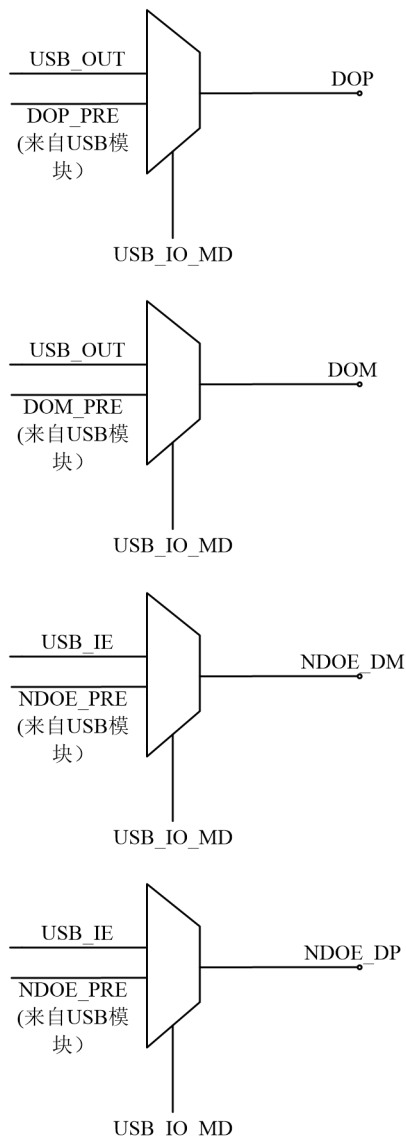 USB_OUT
DOP
DOP_PRE
(来自USB模
块）
USB_IO_MD
USB_OUT
DOM
DOM_PRE
(来自USB模
块）
USB_IO_MD
USB_IE
NDOE_DM
NDOE_PRE
(来自USB模
块）
USB_IO_MD
USB_IE
NDOE_DP
NDOE_PRE
(来自USB模
块）
USB_IO_MD